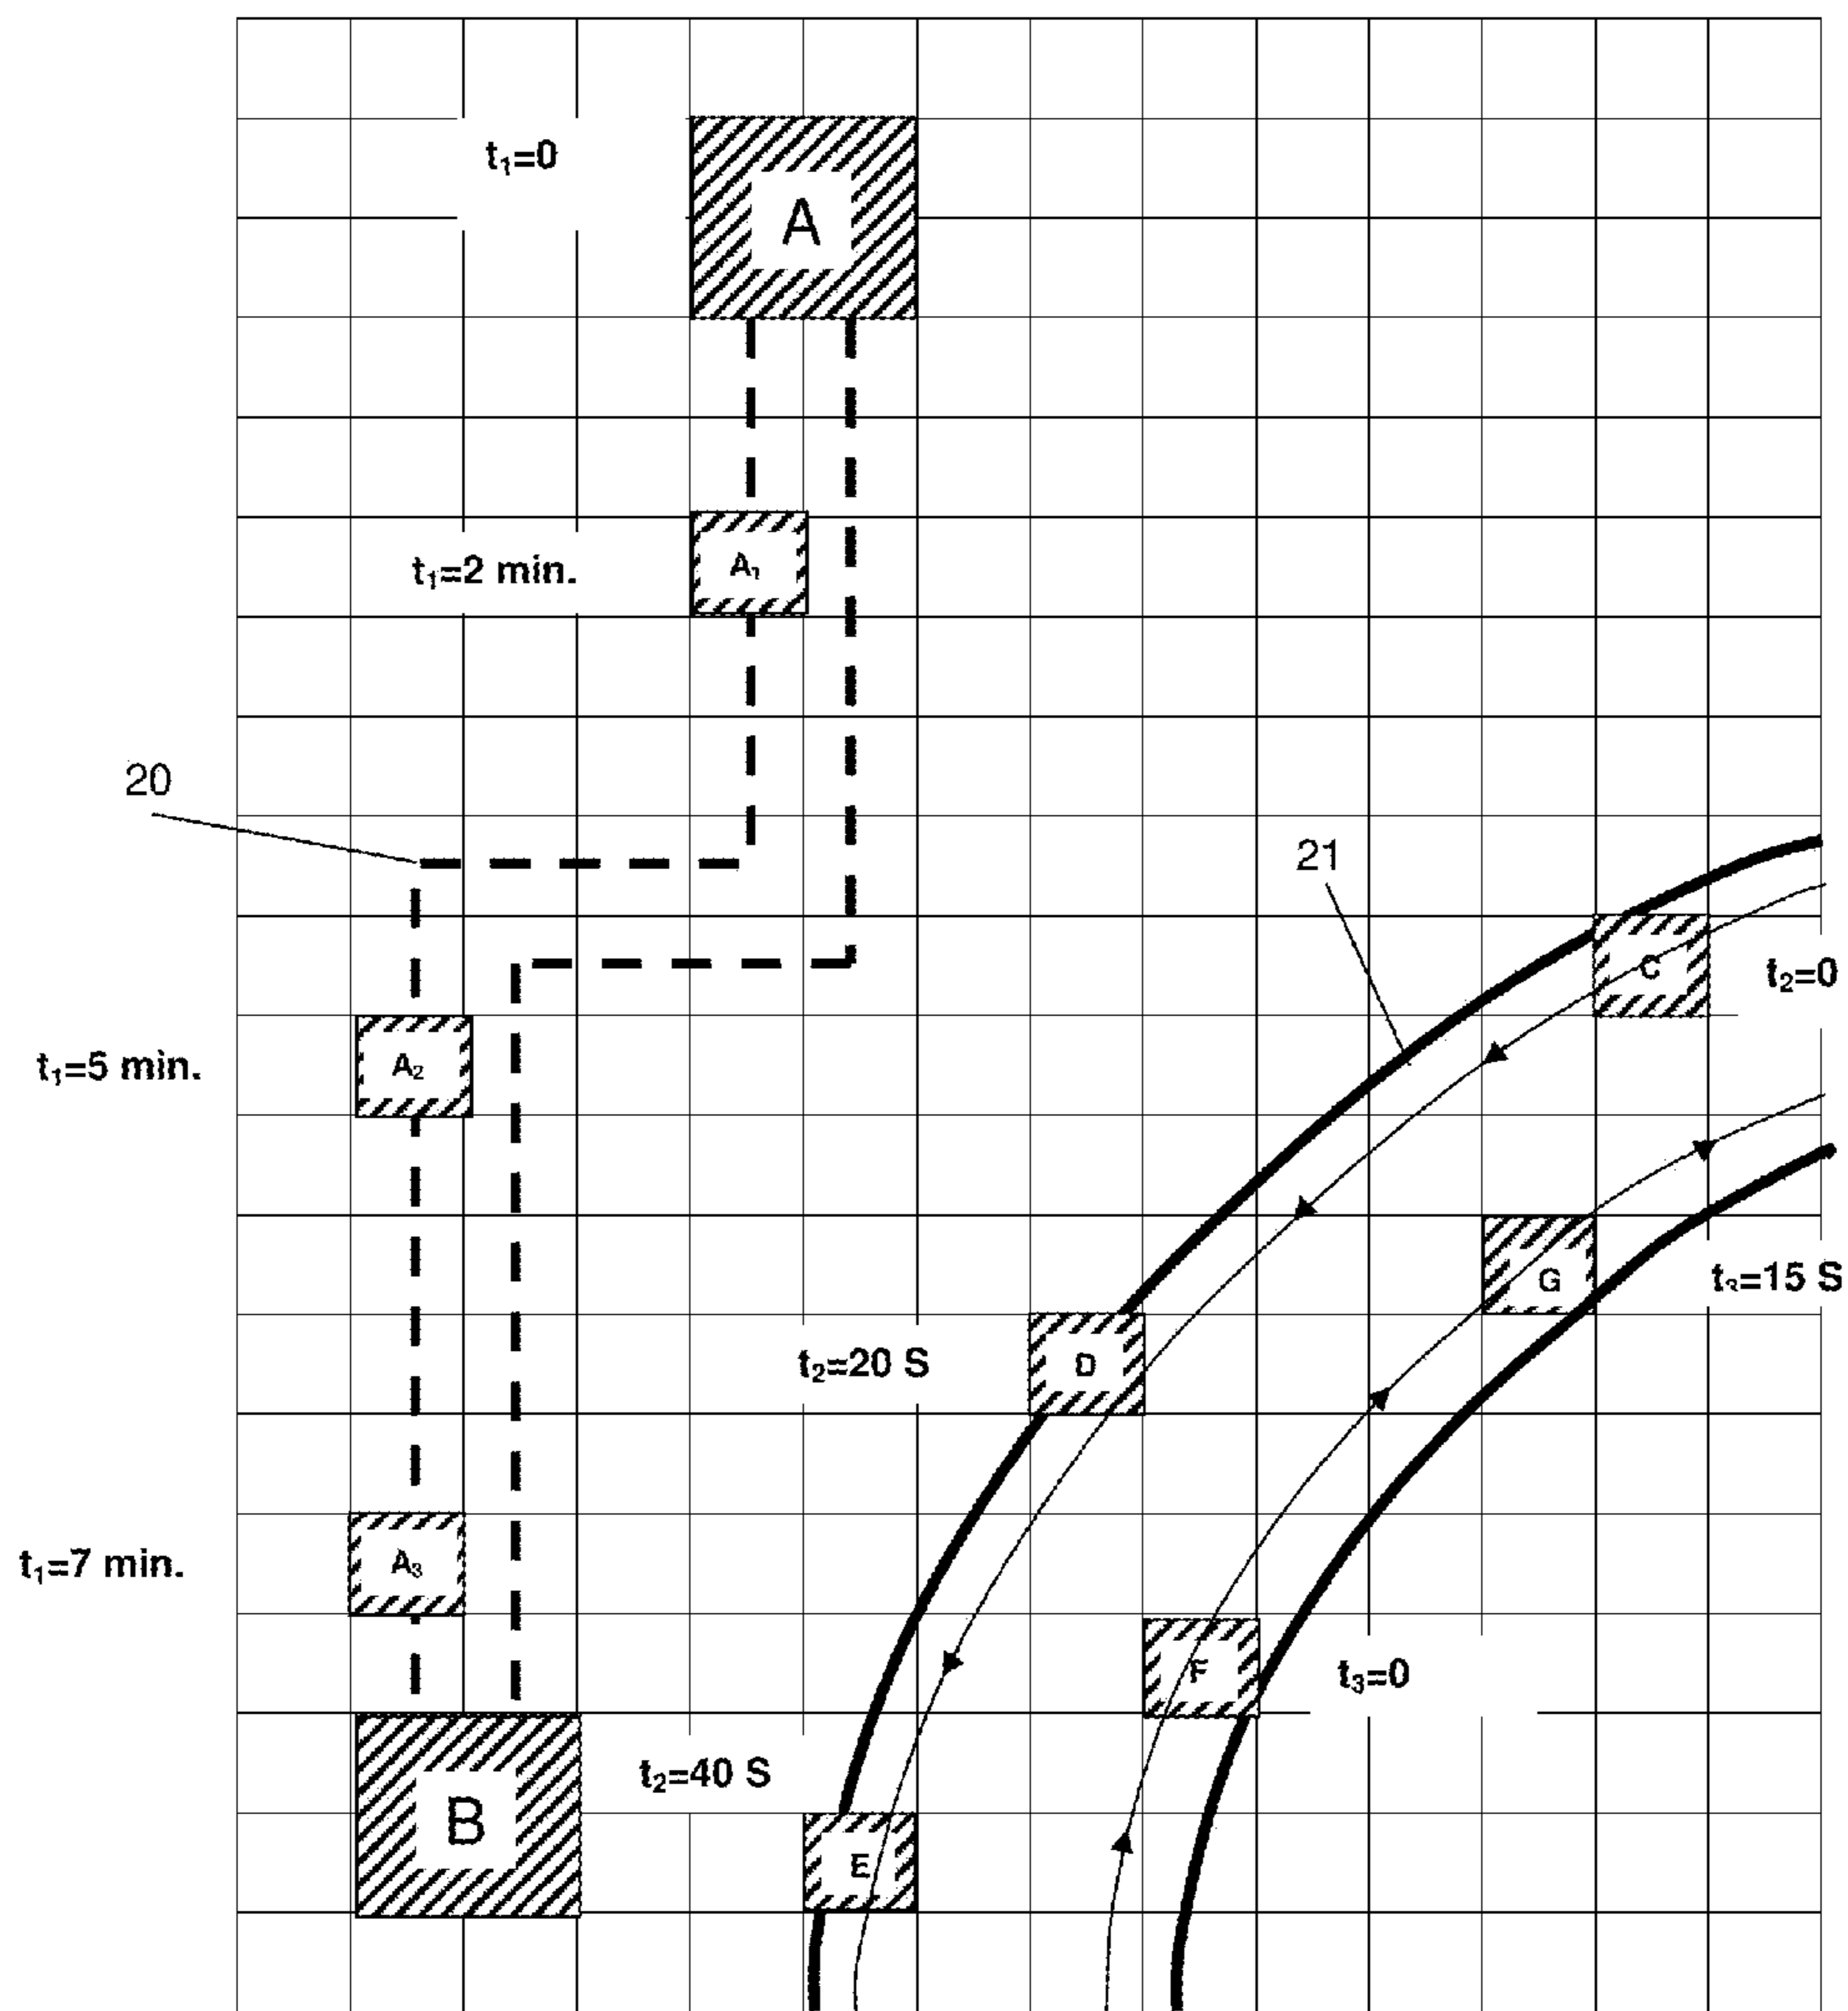 t₁=0
A
t₁=2 min.
A₁
20
21
C
t₂=0
t₁=5 min.
A₂
G
t₃=15 S
t₂=20 S
D
t₁=7 min.
A₃
F
t₃=0
B
t₂=40 S
E